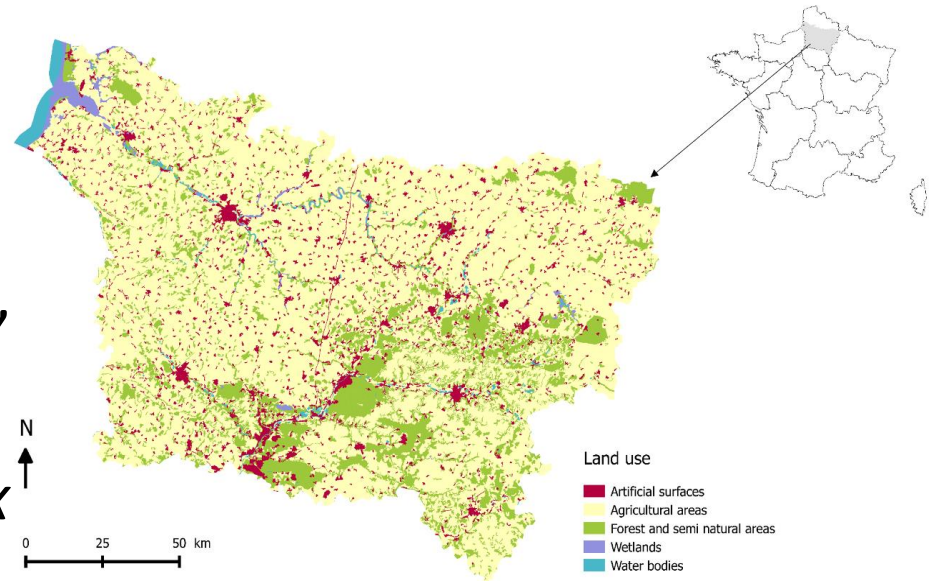 N
0 25 50 km
Land use
Artificial surfaces
Agricultural areas
Forest and semi natural areas
Wetlands
Water bodies